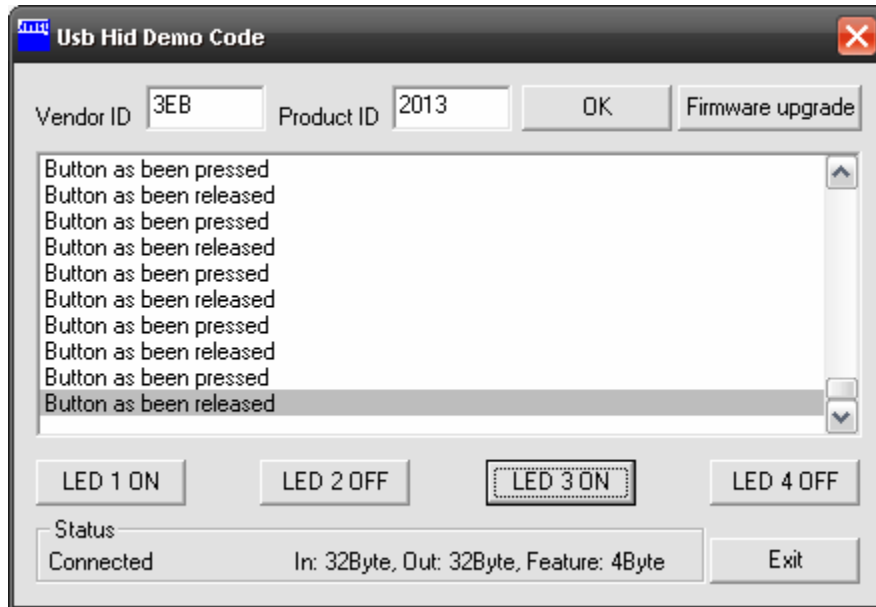 Usb Hid Demo Code
Vendor ID 3EB Product ID 2013 OK Firmware upgrade
Button as been pressed
Button as been released
Button as been pressed
Button as been released
Button as been pressed
Button as been released
Button as been pressed
Button as been released
Button as been pressed
Button as been released
LED 1 ON LED 2 OFF LED 3 ON LED 4 OFF
Status
Connected In: 32Byte, Out: 32Byte, Feature: 4Byte Exit